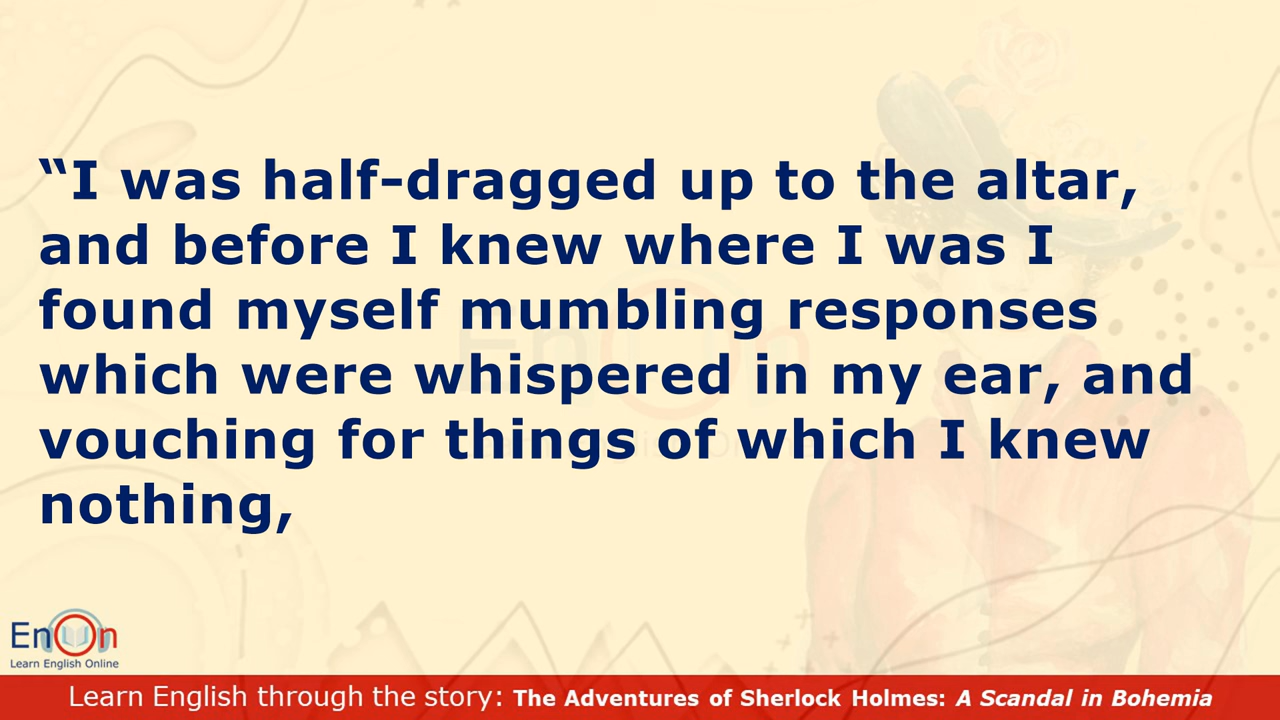 “I was half-dragged up to the altar,
and before I knew where I was I
found myself mumbling responses
which were whispered in my ear, and
vouching for things of which I knew
nothing,
EnOn
Learn English Online
Learn English through the story: The Adventures of Sherlock Holmes: A Scandal in Bohemia